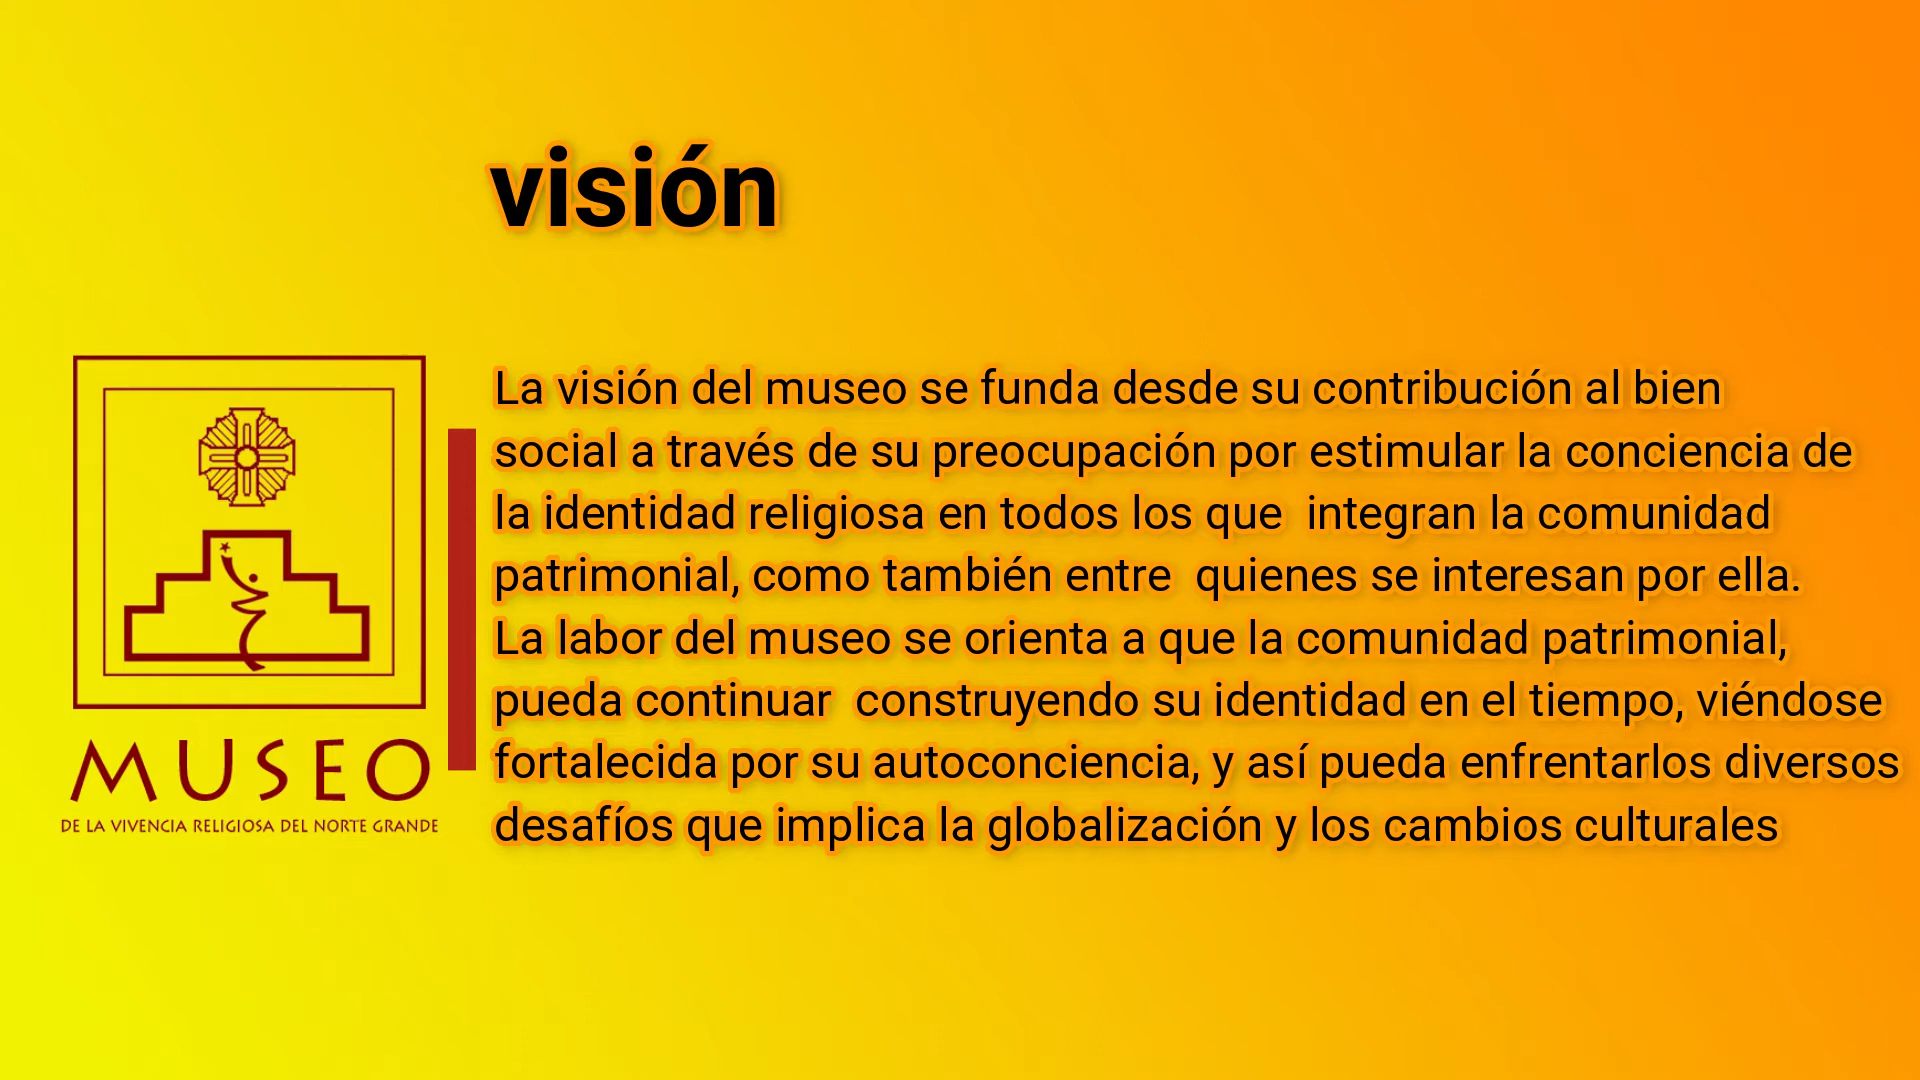 visión
La visión del museo se funda desde su contribución al bien
social a través de su preocupación por estimular la conciencia de
la identidad religiosa en todos los que  integran la comunidad
patrimonial, como también entre  quienes se interesan por ella.
La labor del museo se orienta a que la comunidad patrimonial,
pueda continuar  construyendo su identidad en el tiempo, viéndose
fortalecida por su autoconciencia, y así pueda enfrentarlos diversos
desafíos que implica la globalización y los cambios culturales
MUSEO
DE LA VIVENCIA RELIGIOSA DEL NORTE GRANDE